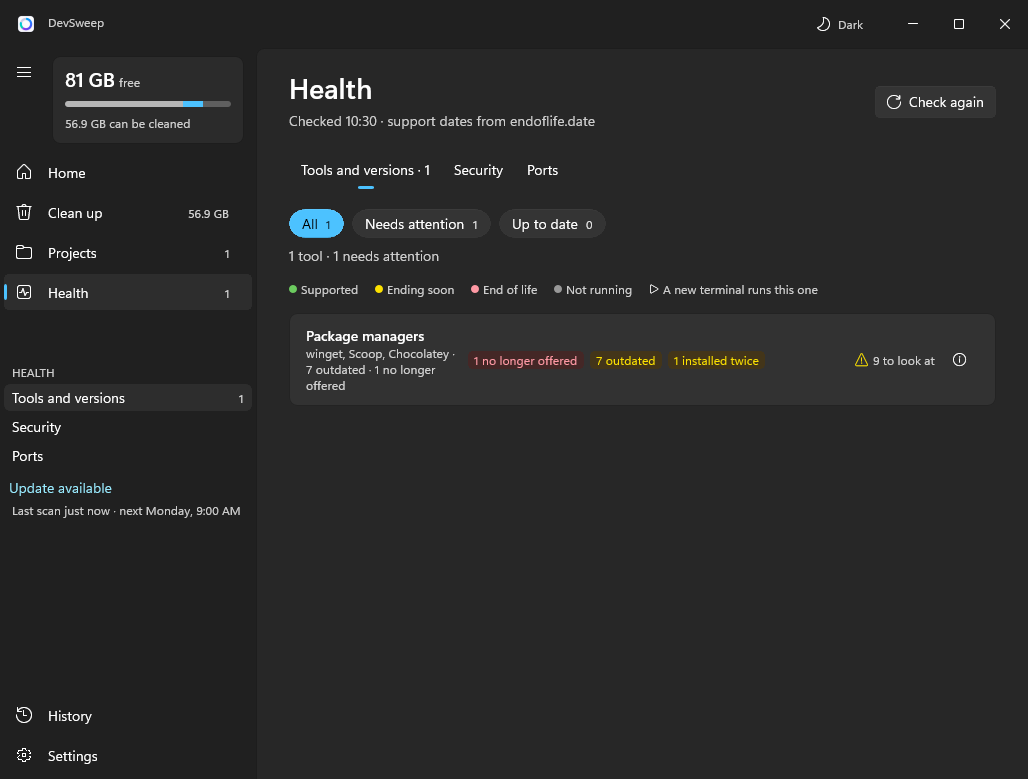 DevSweep
Dark
81 GB free
56.9 GB can be cleaned
Home
Clean up 56.9 GB
Projects 1
Health 1
HEALTH
Tools and versions 1
Security
Ports
Update available
Last scan just now · next Monday, 9:00 AM
History
Settings
Health
Checked 10:30 · support dates from endoflife.date
Check again
Tools and versions · 1 Security Ports
All 1 Needs attention 1 Up to date 0
1 tool · 1 needs attention
Supported Ending soon End of life Not running A new terminal runs this one
Package managers
winget, Scoop, Chocolatey ·
7 outdated · 1 no longer
offered
1 no longer offered 7 outdated 1 installed twice
9 to look at